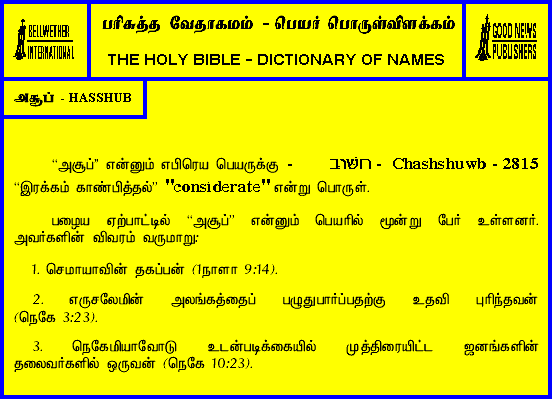 BELLWETHER
INTERNATIONAL
பரிசுத்த வேதாகமம் - பெயர் பொருள்விளக்கம்
THE HOLY BIBLE - DICTIONARY OF NAMES
GOOD NEWS
PUBLISHERS
அசூப் - HASSHUB
“அசூப்” என்னும் எபிரெய பெயருக்கு - חשׁוּב - Chashshuwb - 2815
“இரக்கம் காண்பித்தல்” "considerate" என்று பொருள்.
பழைய ஏற்பாட்டில் “அசூப்” என்னும் பெயரில் மூன்று பேர் உள்ளனர்.
அவர்களின் விவரம் வருமாறு:
1. செமாயாவின் தகப்பன் (1நாளா 9:14).
2. எருசலேமின் அலங்கத்தைப் பழுதுபார்ப்பதற்கு உதவி புரிந்தவன்
(நெகே 3:23).
3. நெகேமியாவோடு உடன்படிக்கையில் முத்திரையிட்ட ஜனங்களின்
தலைவர்களில் ஒருவன் (நெகே 10:23).